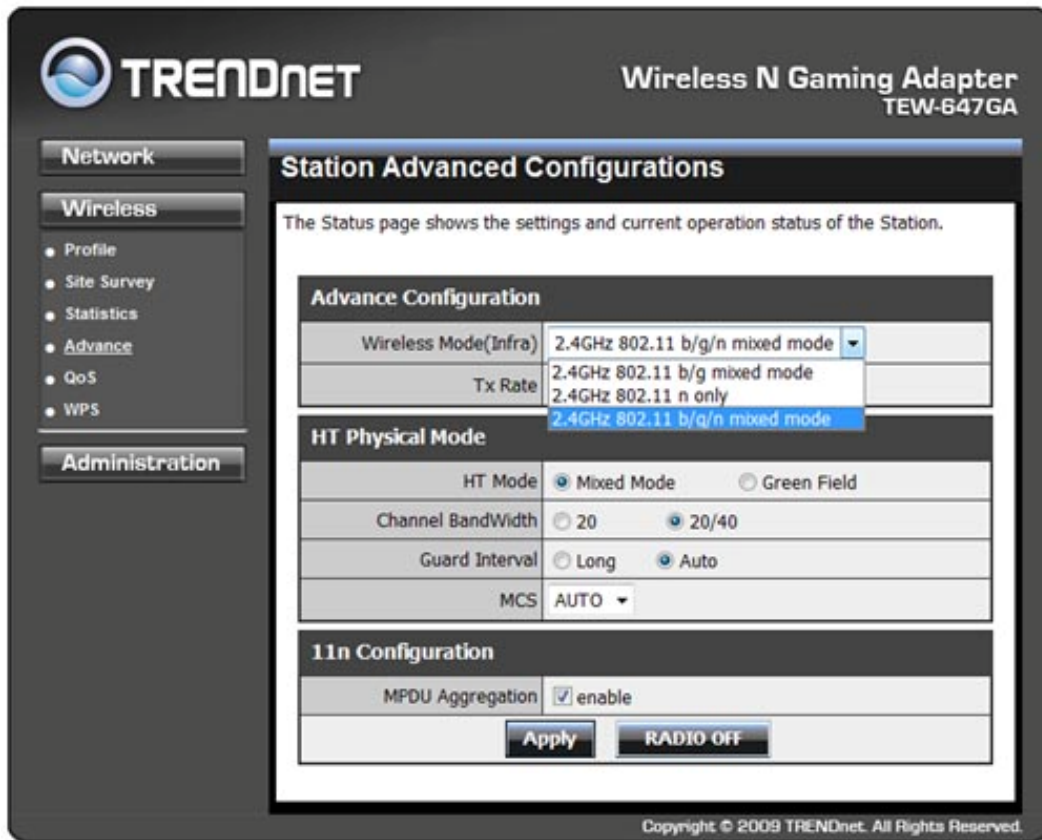 TRENDNET
Wireless N Gaming Adapter
TEW-647GA
Network
Wireless
Profile
Site Survey
Statistics
Advance
QoS
WPS
Administration
Station Advanced Configurations
The Status page shows the settings and current operation status of the Station.
Advance Configuration
Wireless Mode(Infra) 2.4GHz 802.11 b/g/n mixed mode
2.4GHz 802.11 b/g mixed mode
2.4GHz 802.11 n only
2.4GHz 802.11 b/g/n mixed mode
Tx Rate
HT Physical Mode
HT Mode Mixed Mode Green Field
Channel BandWidth 20 20/40
Guard Interval Long Auto
MCS AUTO
11n Configuration
MPDU Aggregation enable
Apply RADIO OFF
Copyright © 2009 TRENDnet. All Rights Reserved.